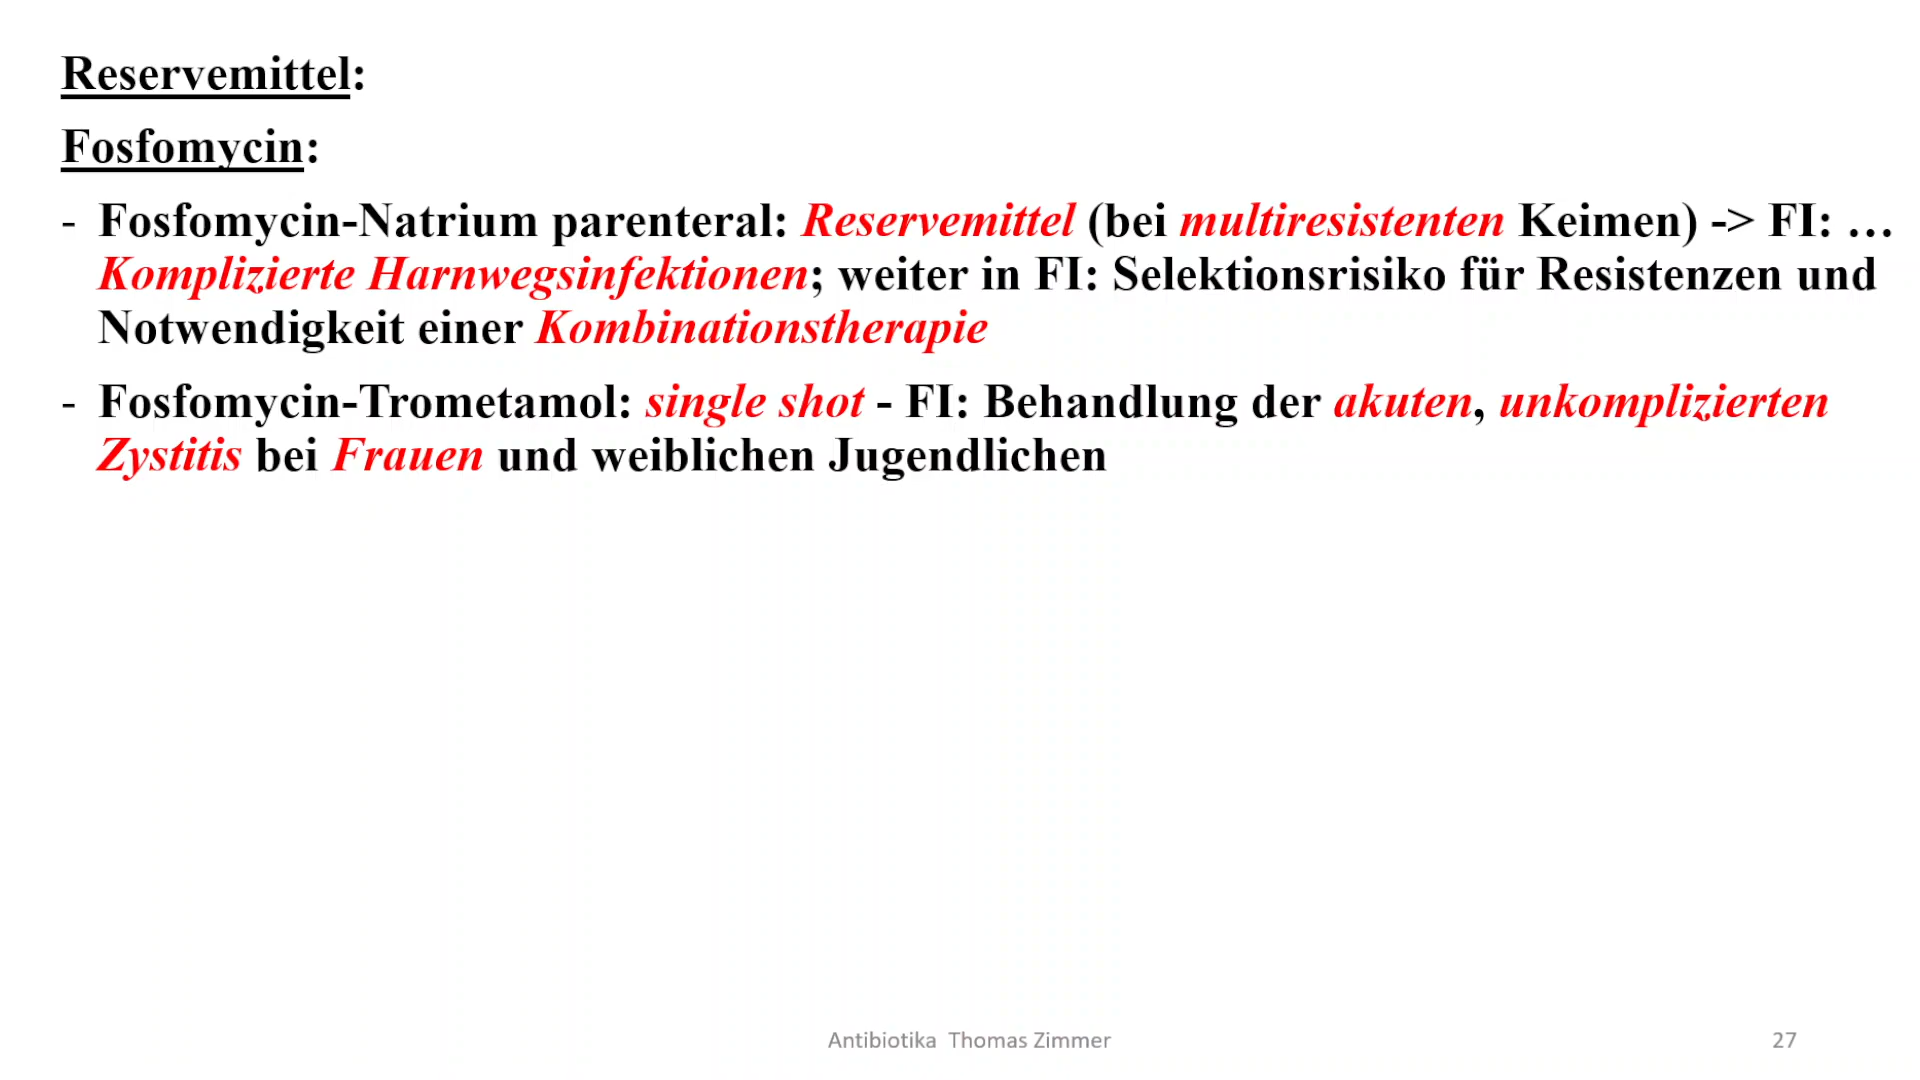 Reservemittel:
Fosfomycin:
- Fosfomycin-Natrium parenteral: Reservemittel (bei multiresistenten Keimen) -> FI: …
Komplizierte Harnwegsinfektionen; weiter in FI: Selektionsrisiko für Resistenzen und
Notwendigkeit einer Kombinationstherapie
- Fosfomycin-Trometamol: single shot - FI: Behandlung der akuten, unkomplizierten
Zystitis bei Frauen und weiblichen Jugendlichen
Antibiotika Thomas Zimmer
27